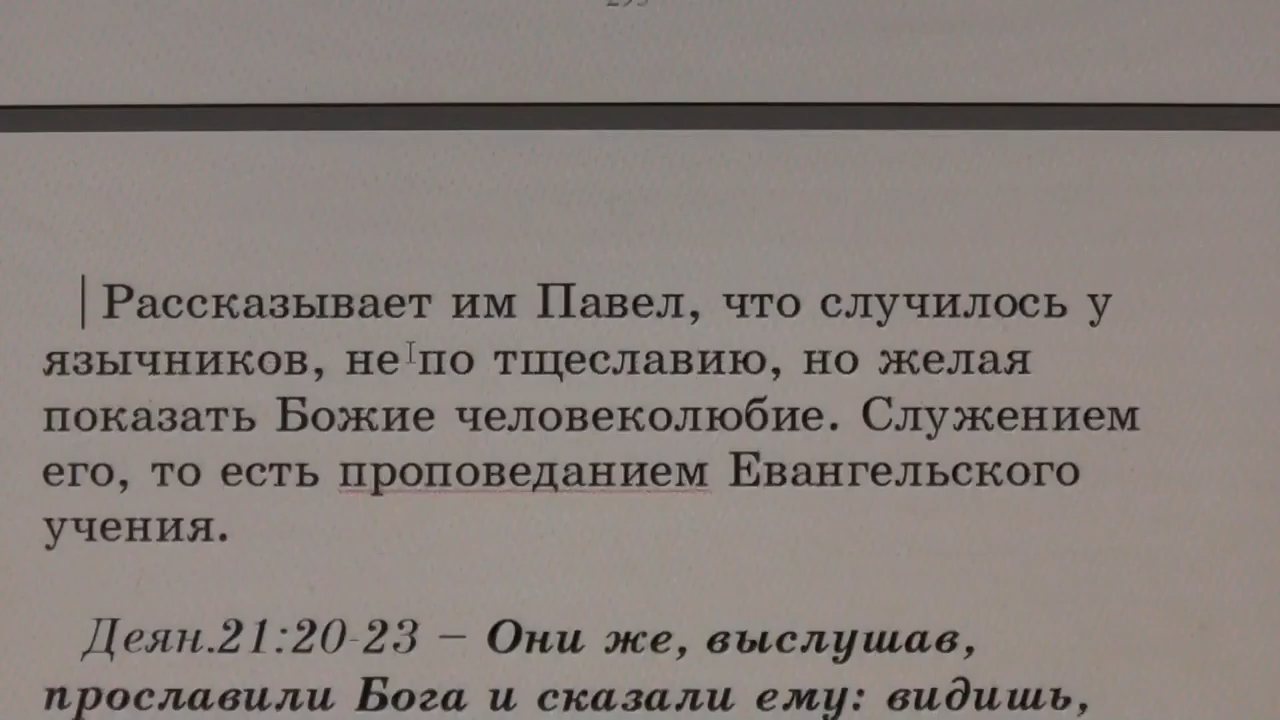 Рассказывает им Павел, что случилось у
язычников, не по тщеславию, но желая
показать Божие человеколюбие. Служением
его, то есть проповеданием Евангельского
учения.
Деян.21:20-23 – Они же, выслушав,
прославили Бога и сказали ему: видишь,